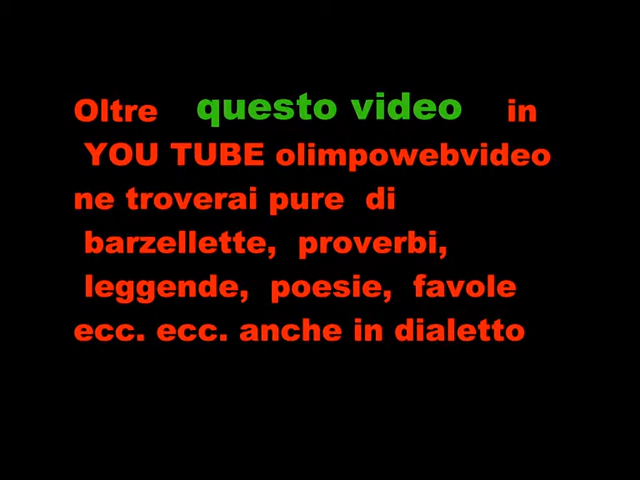 Oltre questo video in
YOU TUBE olimpowebvideo
ne troverai pure di
barzellette, proverbi,
leggende, poesie, favole
ecc. ecc. anche in dialetto